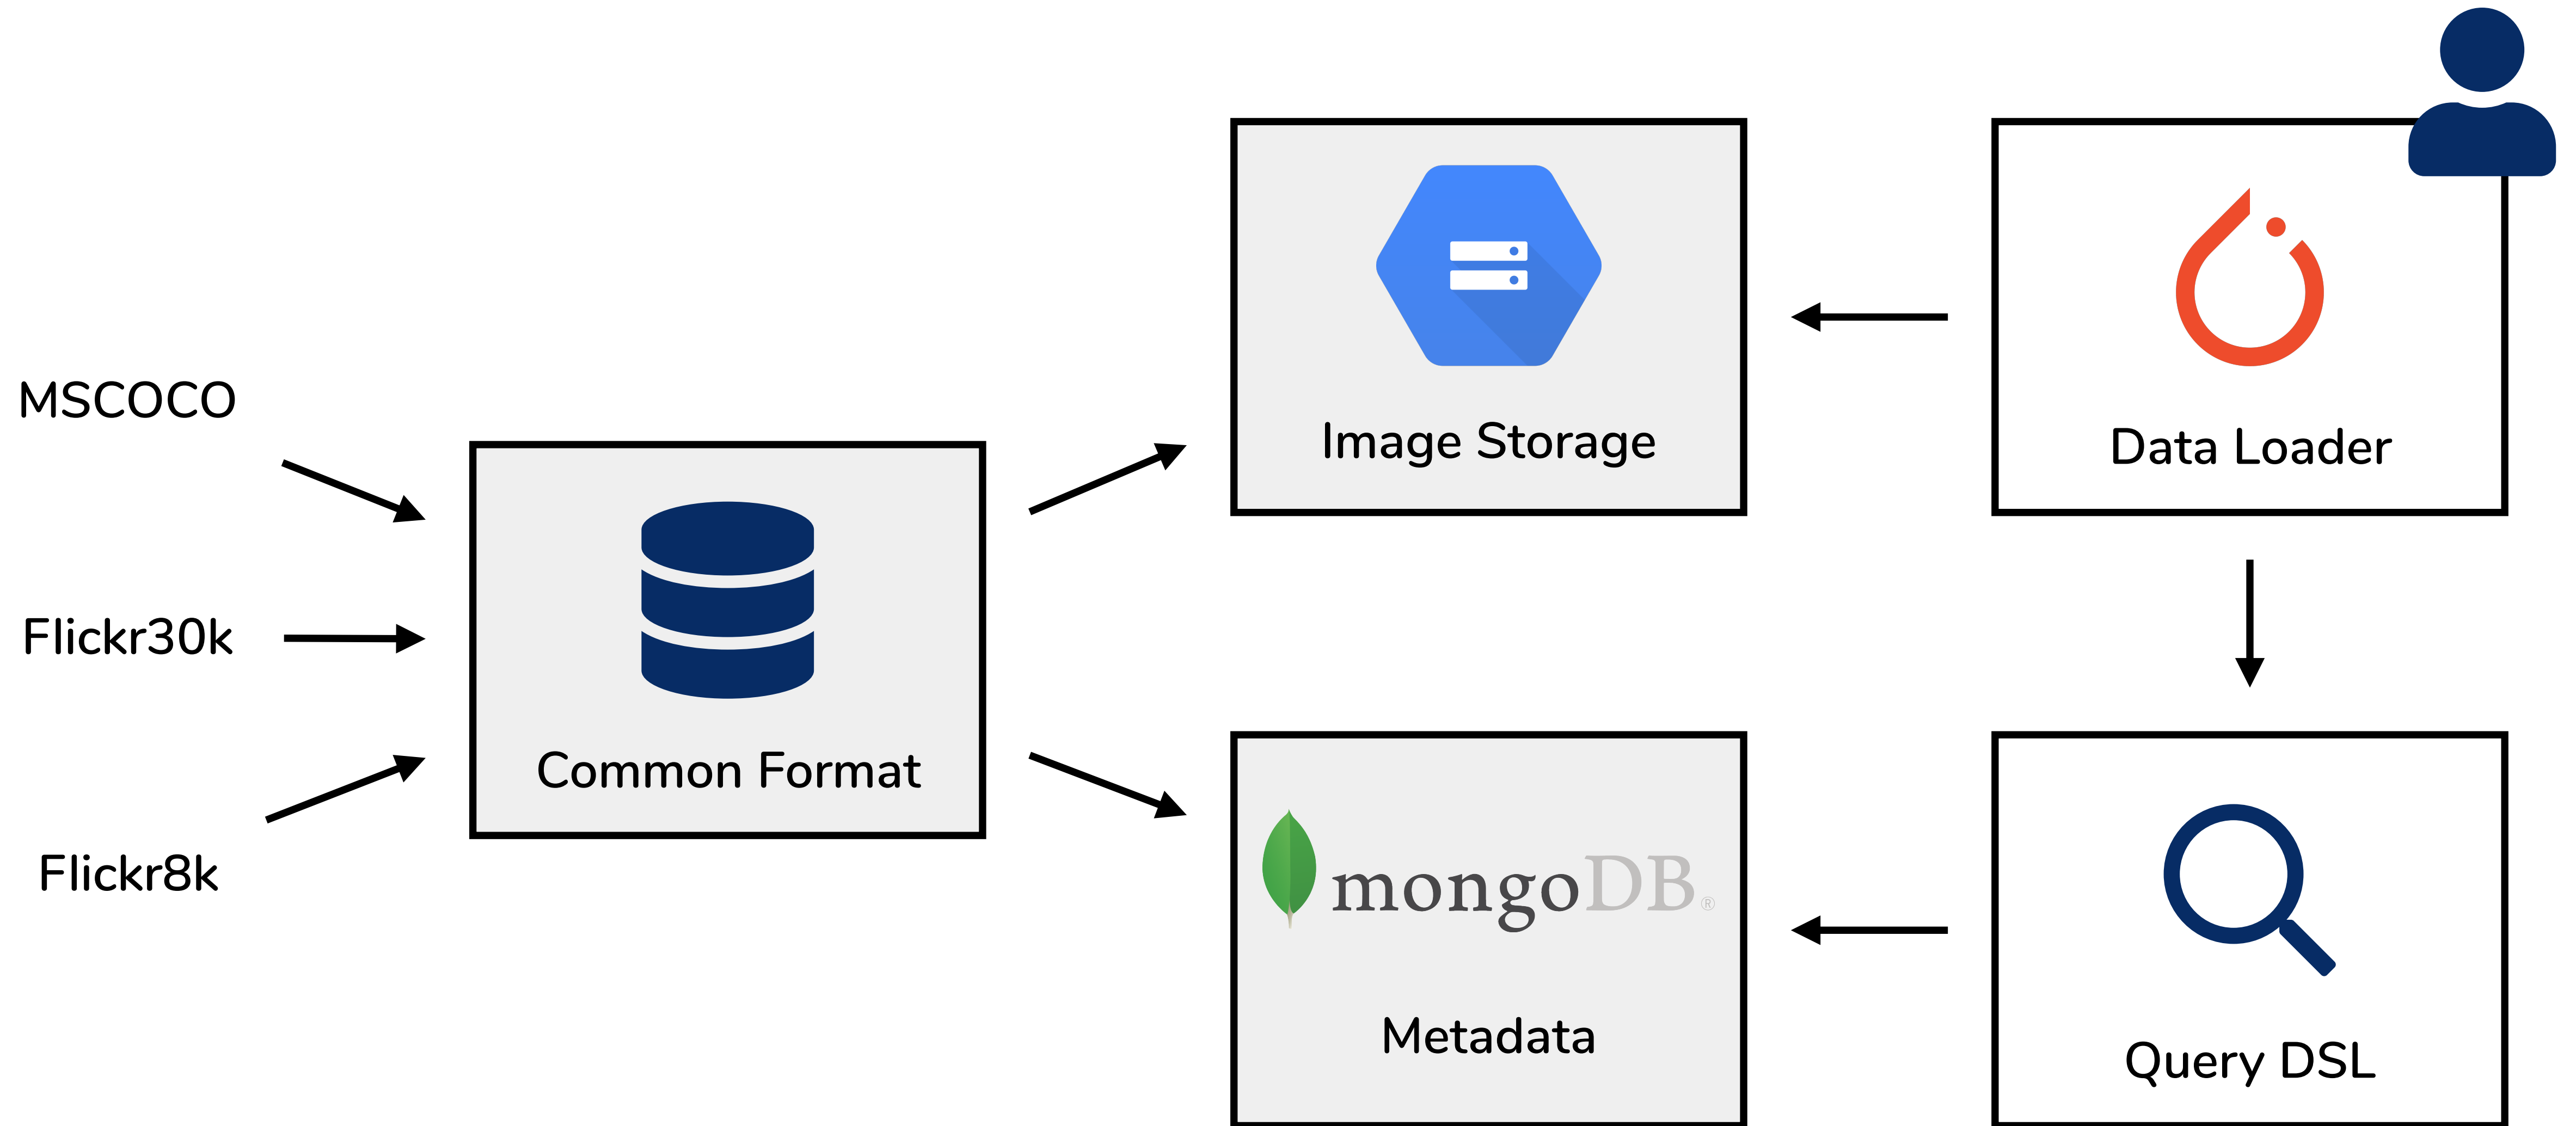 MSCOCO
Flickr30k
Flickr8k
Common Format
Image Storage
mongoDB®
Metadata
Data Loader
Query DSL